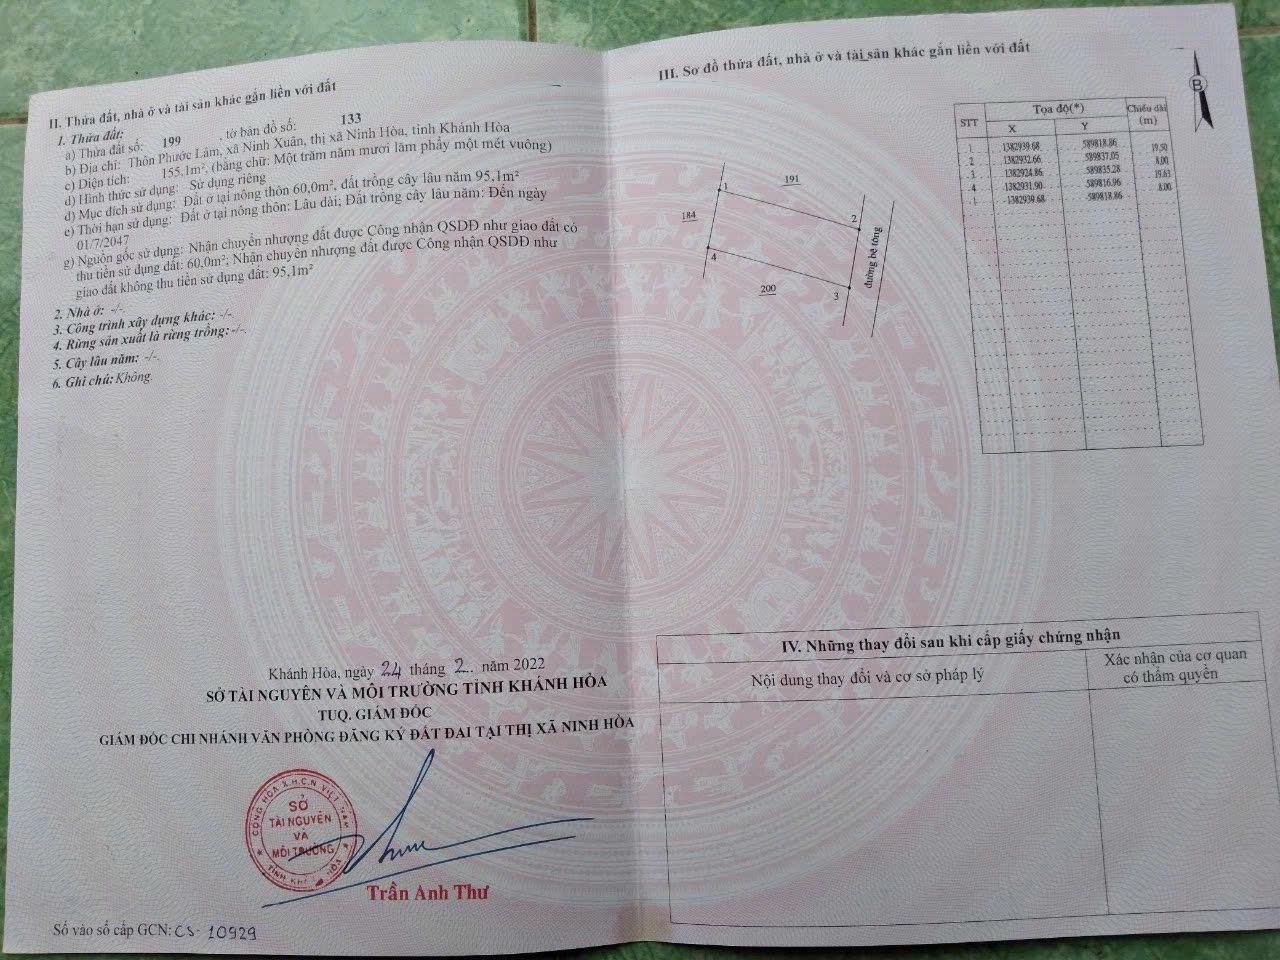 II. Thửa đất, nhà ở và tài sản khác gắn liền với đất
1. Thửa đất:
a) Thửa đất số: 199 , tờ bản đồ số: 133
b) Địa chỉ: Thôn Phước Lâm, xã Ninh Xuân, thị xã Ninh Hòa, tỉnh Khánh Hòa
c) Diện tích: 155.1m², (bằng chữ: Một trăm năm mươi lăm phẩy một mét vuông)
d) Hình thức sử dụng: Sử dụng riêng
đ) Mục đích sử dụng: Đất ở tại nông thôn 60,0m², đất trồng cây lâu năm 95,1m²
e) Thời hạn sử dụng: Đất ở tại nông thôn: Lâu dài; Đất trồng cây lâu năm: Đến ngày
01/7/2047
g) Nguồn gốc sử dụng: Nhận chuyển nhượng đất được Công nhận QSDĐ như giao đất có
thu tiền sử dụng đất: 60,0m²; Nhận chuyển nhượng đất được Công nhận QSDĐ như
giao đất không thu tiền sử dụng đất: 95,1m²
2. Nhà ở: -/-.
3. Công trình xây dựng khác: -/-.
4. Rừng sản xuất là rừng trồng: -/-.
5. Cây lâu năm: -/-.
6. Ghi chú: Không.
Khánh Hòa, ngày 24 tháng 2 năm 2022
SỞ TÀI NGUYÊN VÀ MÔI TRƯỜNG TỈNH KHÁNH HÒA
TUQ. GIÁM ĐỐC
GIÁM ĐỐC CHI NHÁNH VĂN PHÒNG ĐĂNG KÝ ĐẤT ĐAI TẠI THỊ XÃ NINH HÒA
CỘNG HÒA X.H.C.N VIỆT NAM
SỞ
TÀI NGUYÊN
VÀ
MÔI TRƯỜNG
TỈNH KHÁNH HÒA
Trần Anh Thư
Số vào sổ cấp GCN: CS- 10929
III. Sơ đồ thửa đất, nhà ở và tài sản khác gắn liền với đất
B
191
184
1
2
4
3
200
đường bê tông
STT Tọa độ(*) Chiều dài (m)
X Y
1 1382939.68 589818.86 19.50
2 1382932.66 589837.05 8.00
3 1382924.86 589835.28 19.63
4 1382931.90 589816.96 8.00
1 1382939.68 589818.86
IV. Những thay đổi sau khi cấp giấy chứng nhận
Nội dung thay đổi và cơ sở pháp lý
Xác nhận của cơ quan
có thẩm quyền